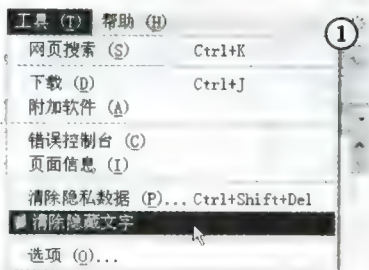 工具 (T) 帮助 (H)
①
网页搜索 (S) Ctrl+K
下载 (D) Ctrl+J
附加软件 (A)
错误控制台 (C)
页面信息 (I)
清除隐私数据 (P)... Ctrl+Shift+Del
清除隐藏文字
选项 (O)...